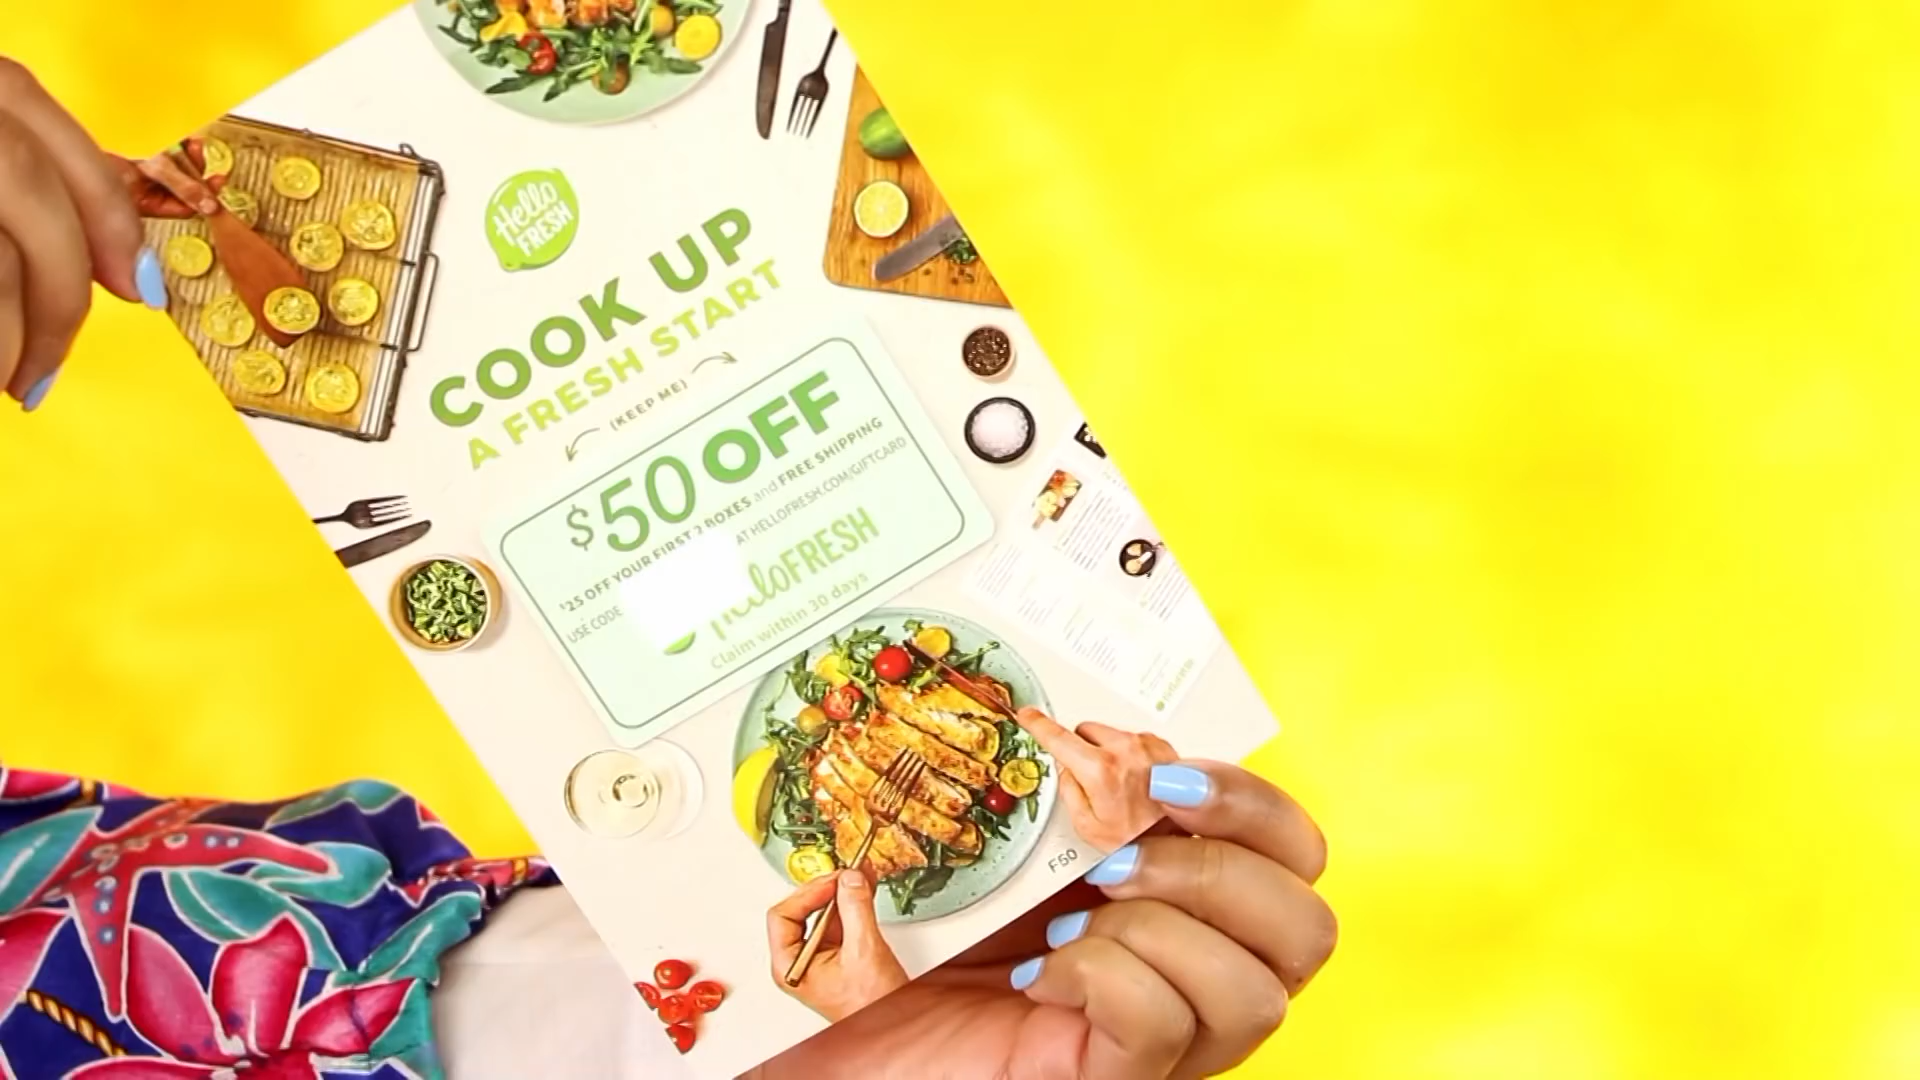 Hello
FRESH
COOK UP
A FRESH START
(KEEP ME)
$50 OFF
$25 OFF YOUR FIRST 2 BOXES and FREE SHIPPING
USE CODE AT HELLOFRESH.COM/GIFTCARD
HelloFRESH
Claim within 30 days
F50